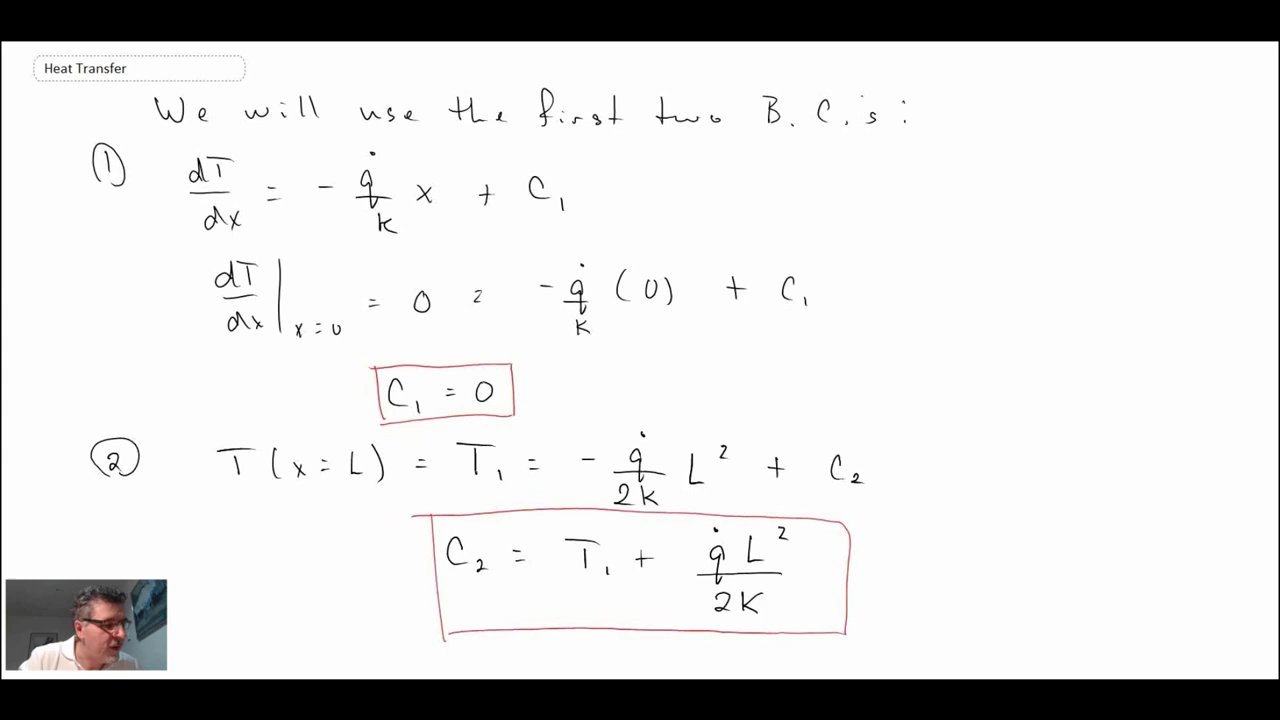 Heat Transfer
We will use the first two B.C.'s:
① dT/dx = - q̇/k x + C₁
dT/dx |ₓ₌₀ = 0 = - q̇/k (0) + C₁
C₁ = 0
② T(x=L) = T₁ = - q̇/2k L² + C₂
C₂ = T₁ + q̇L²/2k